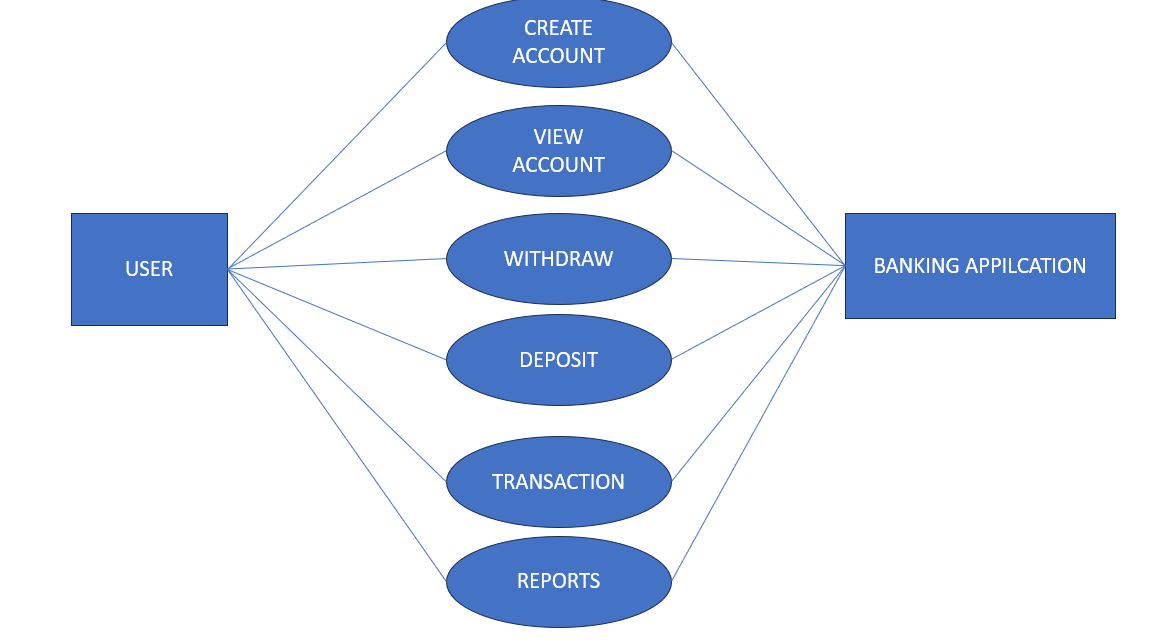 CREATE
ACCOUNT
VIEW
ACCOUNT
USER
WITHDRAW
BANKING APPILCATION
DEPOSIT
TRANSACTION
REPORTS